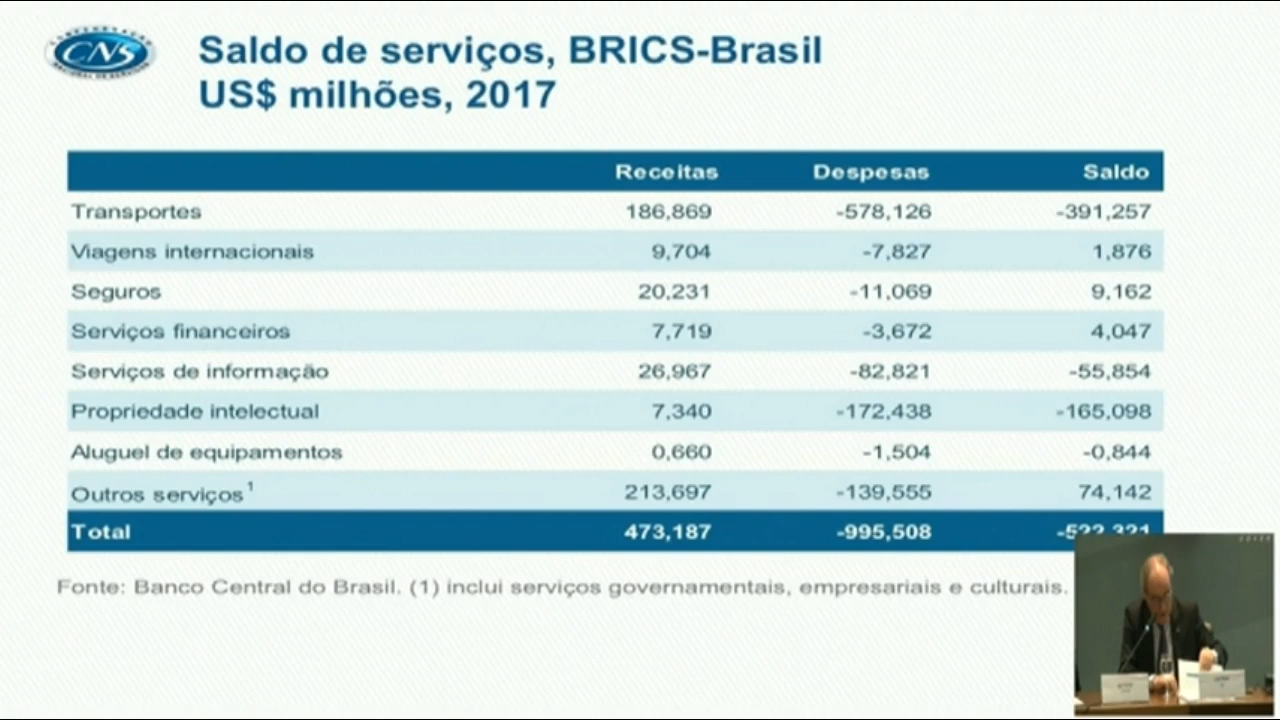 CNS
Saldo de serviços, BRICS-Brasil
US$ milhões, 2017
Receitas Despesas Saldo
Transportes 186,869 -578,126 -391,257
Viagens internacionais 9,704 -7,827 1,876
Seguros 20,231 -11,069 9,162
Serviços financeiros 7,719 -3,672 4,047
Serviços de informação 26,967 -82,821 -55,854
Propriedade intelectual 7,340 -172,438 -165,098
Aluguel de equipamentos 0,660 -1,504 -0,844
Outros serviços¹ 213,697 -139,555 74,142
Total 473,187 -995,508 -522,321
Fonte: Banco Central do Brasil. (1) inclui serviços governamentais, empresariais e culturais.